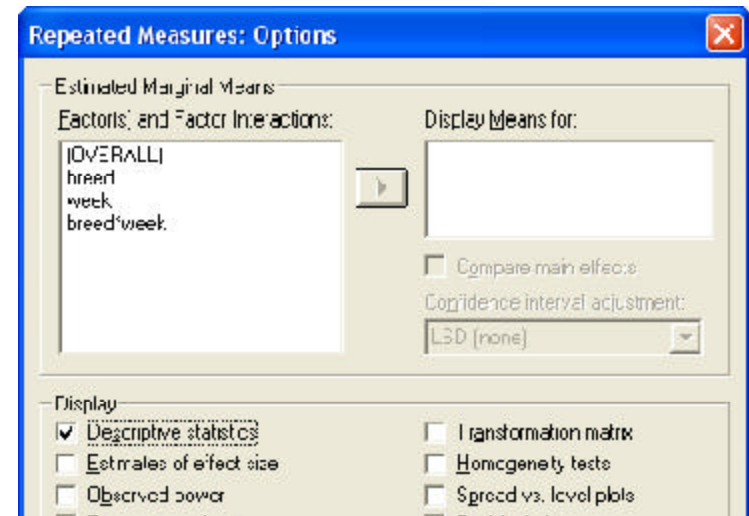 Repeated Measures: Options
Estimated Marginal Means
Factor(s) and Factor Interactions:
(OVERALL)
breed
week
breed*week
Display Means for:
Compare main effects
Confidence interval adjustment:
LSD (none)
Display
Descriptive statistics
Estimates of effect size
Observed power
Transformation matrix
Homogeneity tests
Spread vs. level plots